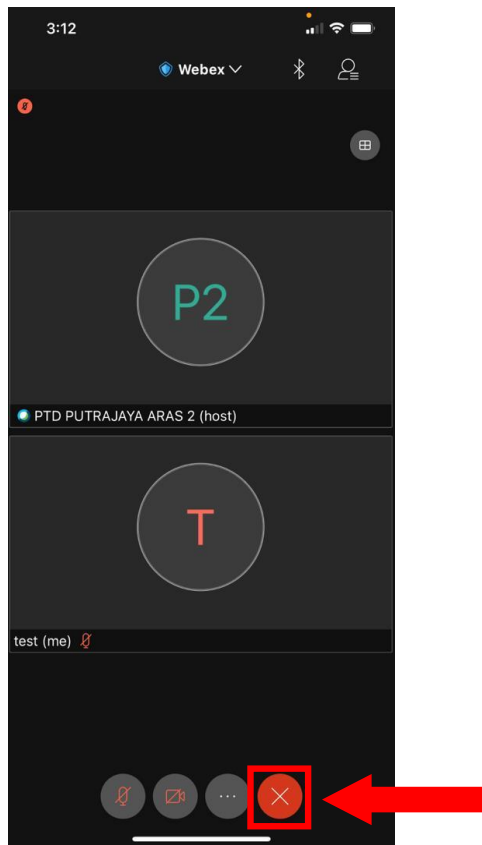 3:12
Webex
P2
PTD PUTRAJAYA ARAS 2 (host)
T
test (me)